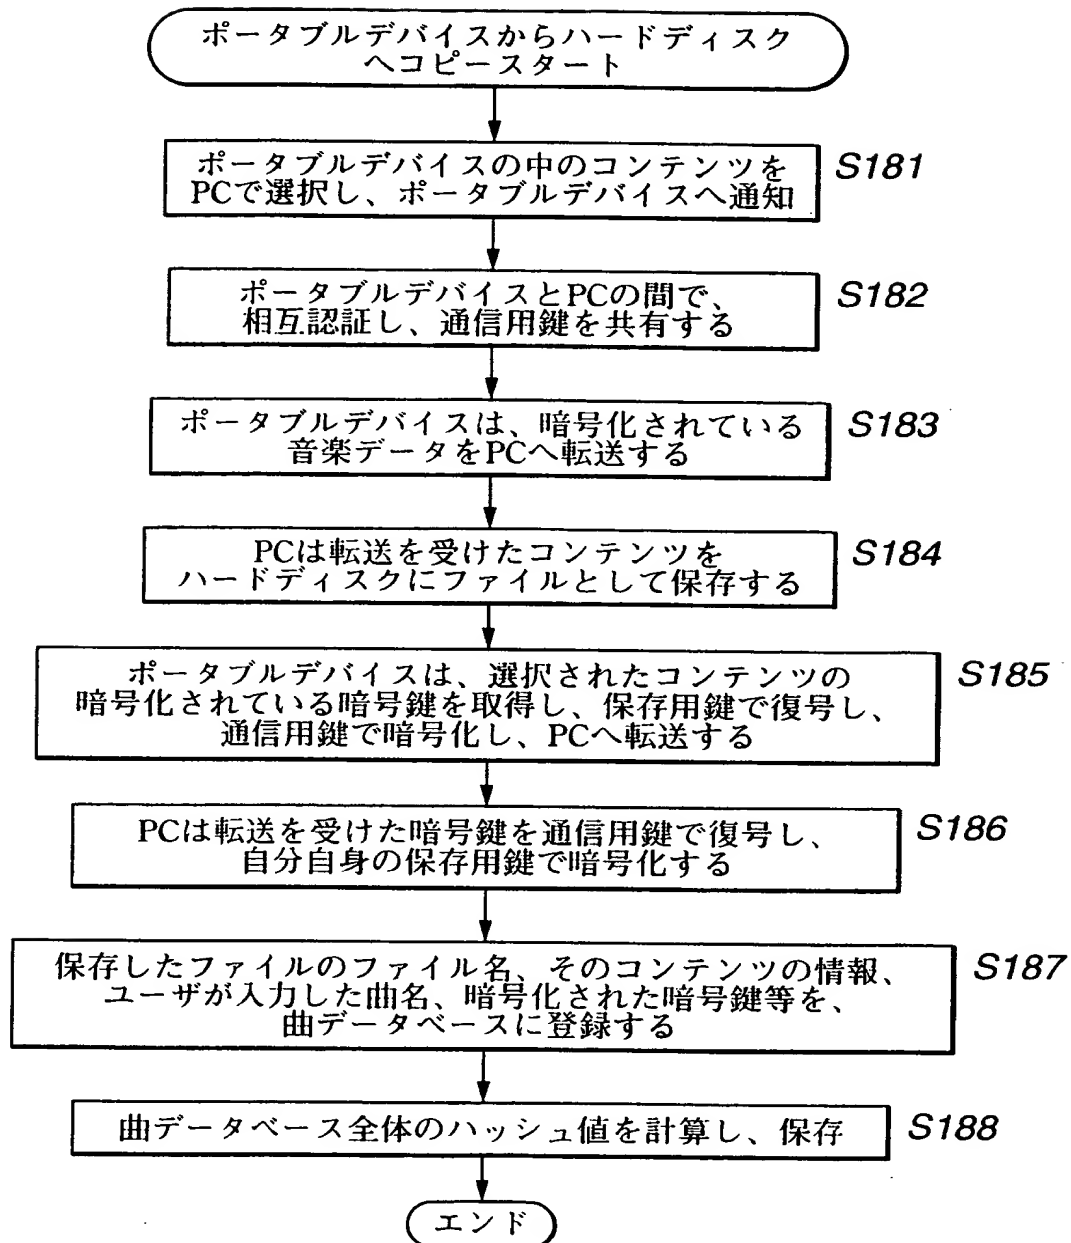 ポータブルデバイスからハードディスク
へコピースタート
ポータブルデバイスの中のコンテンツを
PCで選択し、ポータブルデバイスへ通知
S181
ポータブルデバイスとPCの間で、
相互認証し、通信用鍵を共有する
S182
ポータブルデバイスは、暗号化されている
音楽データをPCへ転送する
S183
PCは転送を受けたコンテンツを
ハードディスクにファイルとして保存する
S184
ポータブルデバイスは、選択されたコンテンツの
暗号化されている暗号鍵を取得し、保存用鍵で復号し、
通信用鍵で暗号化し、PCへ転送する
S185
PCは転送を受けた暗号鍵を通信用鍵で復号し、
自分自身の保存用鍵で暗号化する
S186
保存したファイルのファイル名、そのコンテンツの情報、
ユーザが入力した曲名、暗号化された暗号鍵等を、
曲データベースに登録する
S187
曲データベース全体のハッシュ値を計算し、保存
S188
エンド